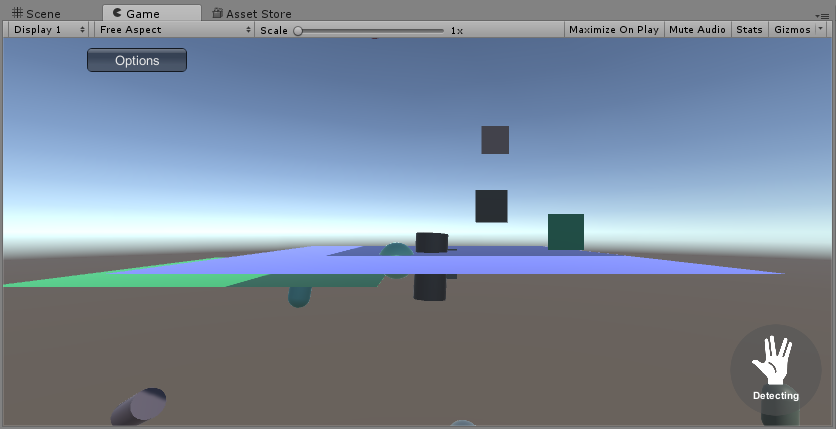 Scene Game Asset Store
Display 1 Free Aspect Scale 1x Maximize On Play Mute Audio Stats Gizmos
Options
Detecting